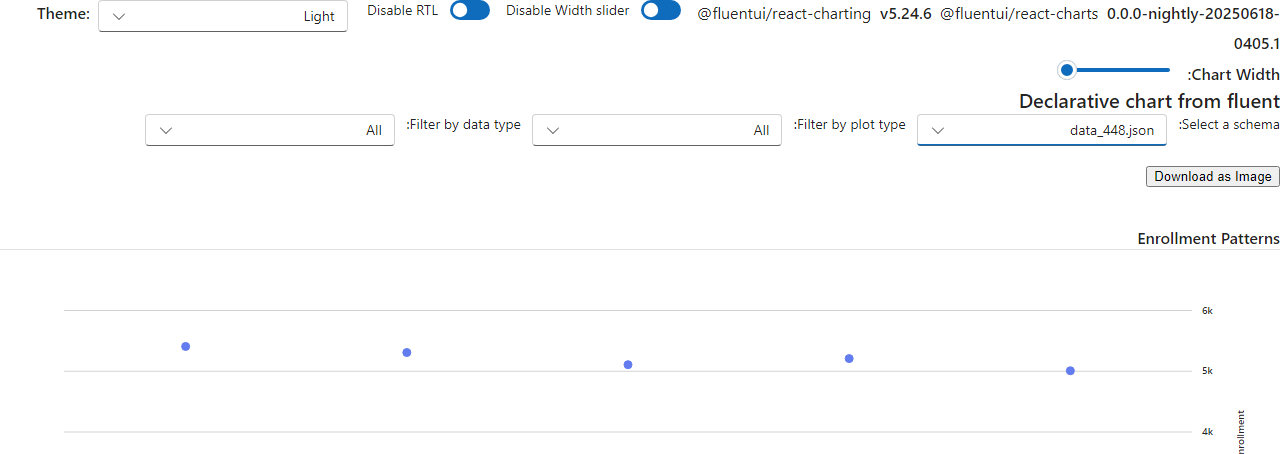 Theme: Light Disable RTL Disable Width slider @fluentui/react-charting v5.24.6 @fluentui/react-charts 0.0.0-nightly-20250618-
0405.1
:Chart Width
Declarative chart from fluent
:Select a schema data_448.json :Filter by plot type All :Filter by data type All
Download as Image
Enrollment Patterns
6k
5k
4k